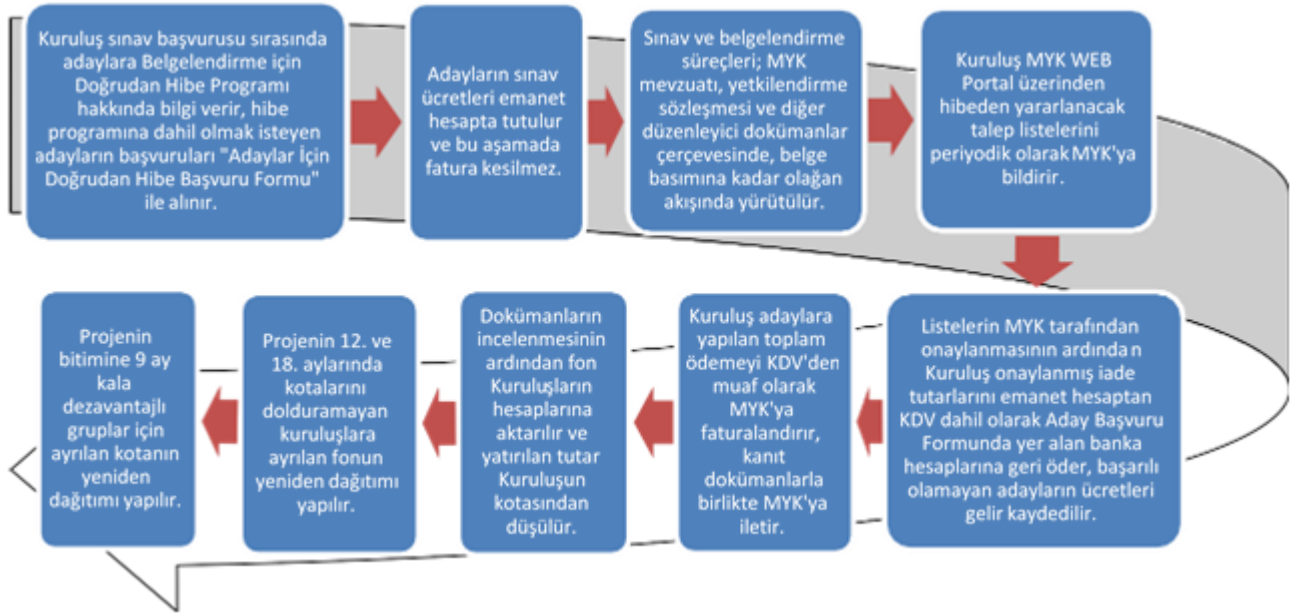 Kuruluş sınav başvurusu sırasında
adaylara Belgelendirme için
Doğrudan Hibe Programı
hakkında bilgi verir, hibe
programına dahil olmak isteyen
adayların başvuruları "Adaylar İçin
Doğrudan Hibe Başvuru Formu"
ile alınır.
Adayların sınav
ücretleri emanet
hesapta tutulur
ve bu aşamada
fatura kesilmez.
Sınav ve belgelendirme
süreçleri; MYK
mevzuatı, yetkilendirme
sözleşmesi ve diğer
düzenleyici dokümanlar
çerçevesinde, belge
basımına kadar olağan
akışında yürütülür.
Kuruluş MYK WEB
Portal üzerinden
hibeden yararlanacak
talep listelerini
periyodik olarak MYK'ya
bildirir.
Listelerin MYK tarafından
onaylanmasının ardından
Kuruluş onaylanmış iade
tutarlarını emanet hesaptan
KDV dahil olarak Aday Başvuru
Formunda yer alan banka
hesaplarına geri öder, başarılı
olamayan adayların ücretleri
gelir kaydedilir.
Kuruluş adaylara
yapılan toplam
ödemeyi KDV'den
muaf olarak
MYK'ya
faturalandırır,
kanıt
dokümanlarla
birlikte MYK'ya
iletir.
Dokümanların
incelenmesinin
ardından fon
Kuruluşların
hesaplarına
aktarılır ve
yatırılan tutar
Kuruluşun
kotasından
düşülür.
Projenin 12. ve
18. aylarında
kotalarını
dolduramayan
kuruluşlara
ayrılan fonun
yeniden dağıtımı
yapılır.
Projenin
bitimine 9 ay
kala
dezavantajlı
gruplar için
ayrılan kotanın
yeniden
dağıtımı yapılır.